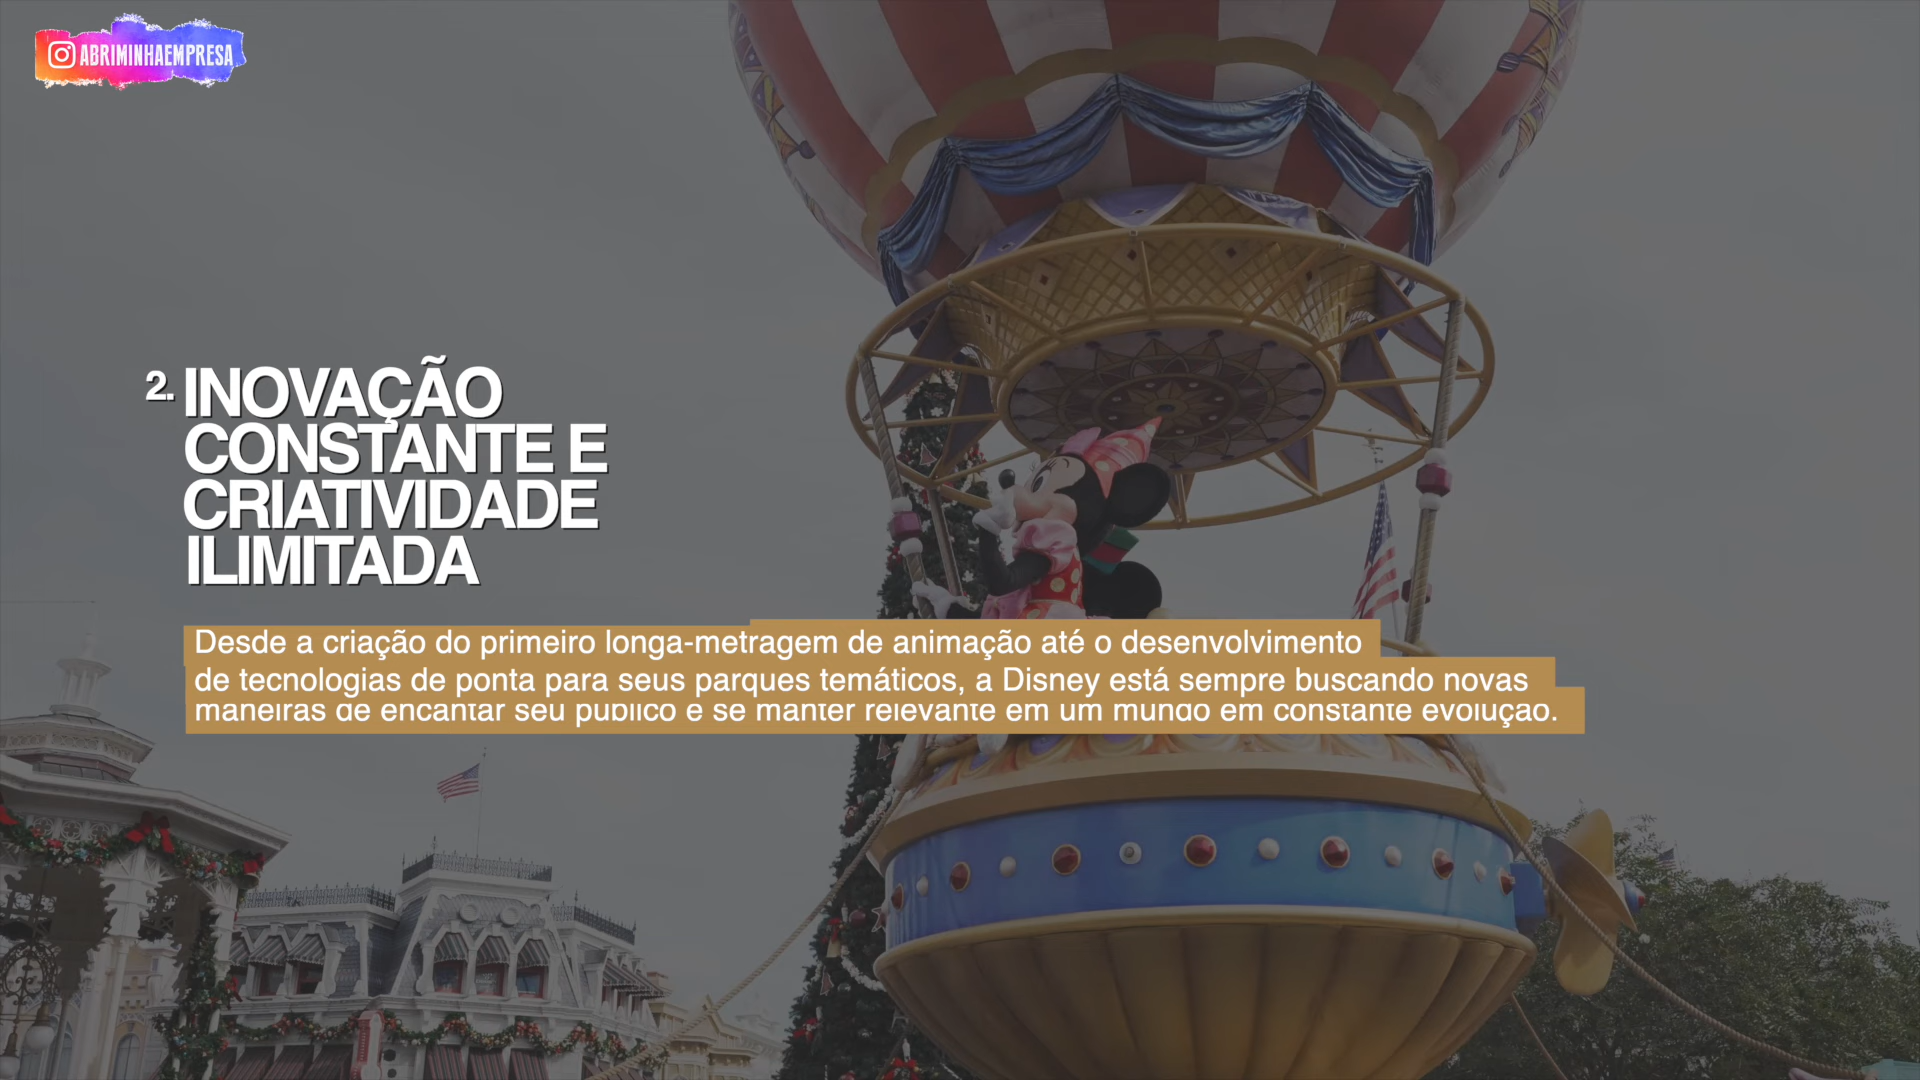 ABRIMINHAEMPRESA
2. INOVAÇÃO
CONSTANTE E
CRIATIVIDADE
ILIMITADA
Desde a criação do primeiro longa-metragem de animação até o desenvolvimento
de tecnologias de ponta para seus parques temáticos, a Disney está sempre buscando novas
maneiras de encantar seu público e se manter relevante em um mundo em constante evolução.